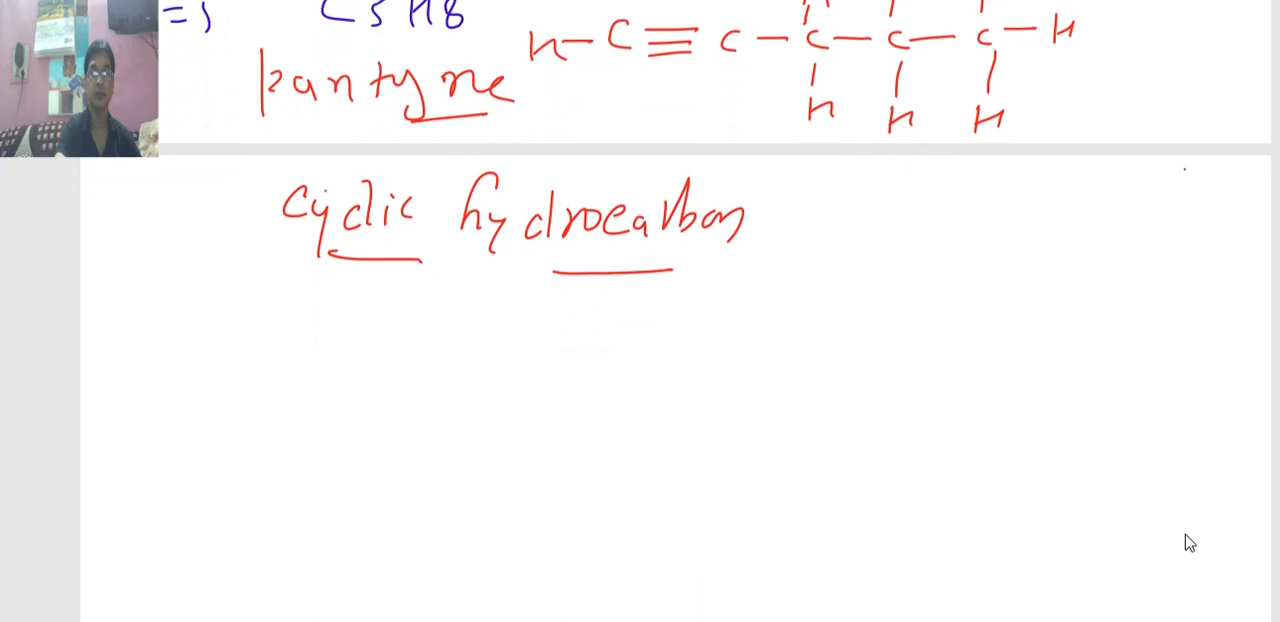 => C5H8
H-C≡C-C-C-C-H
H H H
pantyne
cyclic hydrocarbon